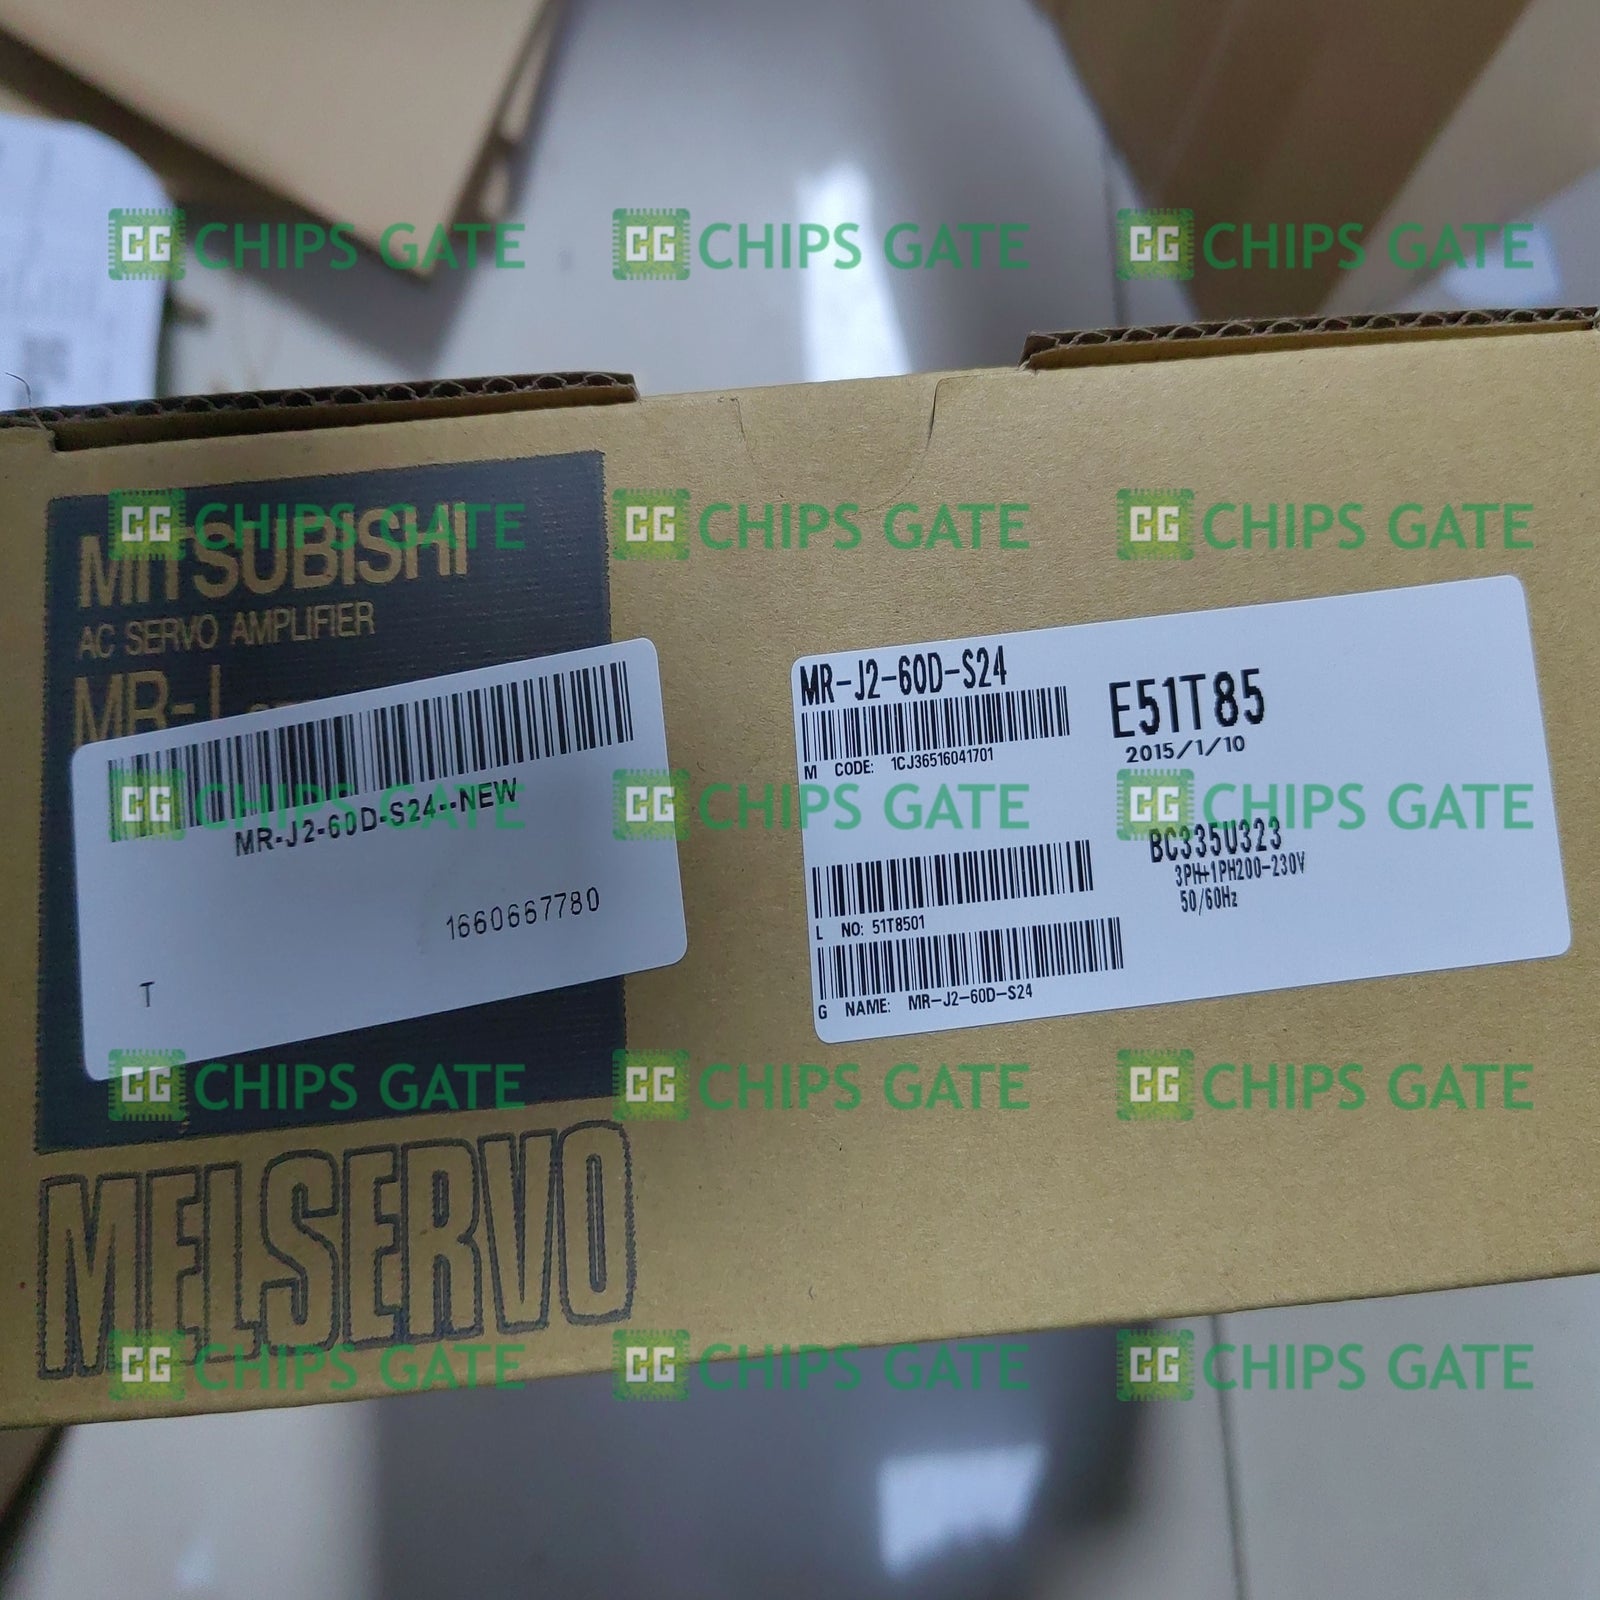 CG CHIPS GATE CG CHIPS GATE CG CHIPS GATE
CG CHIPS GATE CG CHIPS GATE CG CHIPS GATE
MITSUBISHI
AC SERVO AMPLIFIER
MR-J
MR-J2-60D-S24--NEW
1660667780
T
MR-J2-60D-S24
E51T85
2015/1/10
M CODE: 1CJ36516041701
CG CHIPS GATE CG CHIPS GATE CG CHIPS GATE
BC335U323
3PH+1PH200-230V
50/60Hz
L NO: 51T8501
G NAME: MR-J2-60D-S24
CG CHIPS GATE CG CHIPS GATE CG CHIPS GATE
MELSERVO
CG CHIPS GATE CG CHIPS GATE CG CHIPS GATE